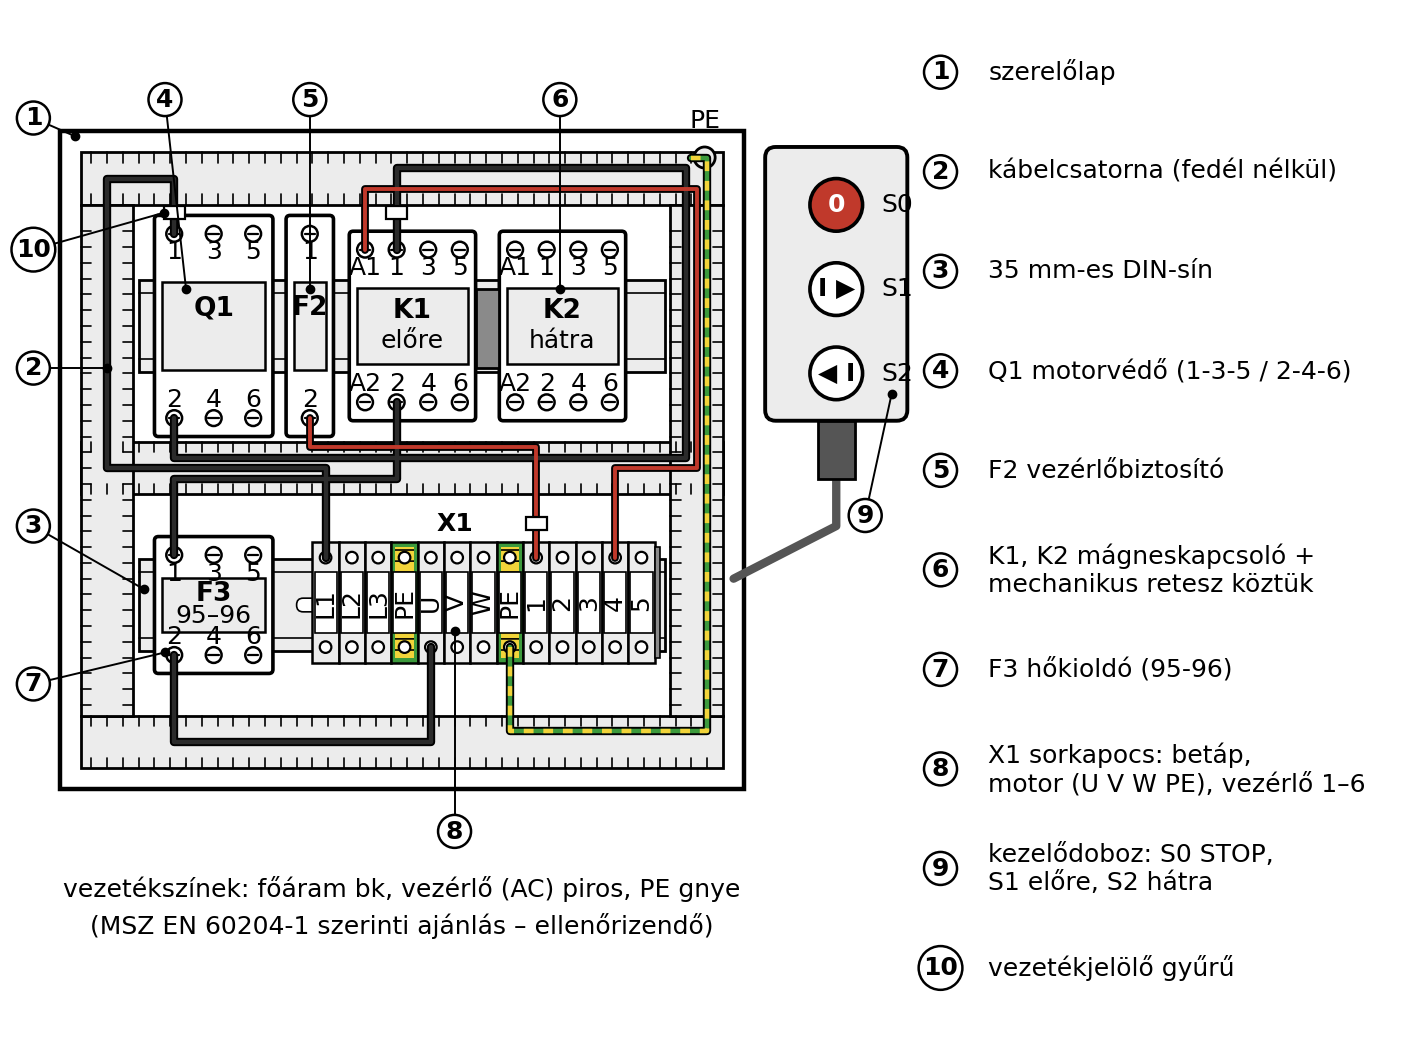 1
4
5
6
PE
10
2
3
7
8
9
1 3 5
Q1
2 4 6
1
F2
2
A1 1 3 5
K1
előre
A2 2 4 6
A1 1 3 5
K2
hátra
A2 2 4 6
0 S0
I ▶ S1
◀ I S2
X1
1 3 5
F3
95–96
2 4 6
L1 L2 L3 PE U V W PE 1 2 3 4 5
vezetékszínek: főáram bk, vezérlő (AC) piros, PE gnye
(MSZ EN 60204-1 szerinti ajánlás – ellenőrizendő)
1 szerelőlap
2 kábelcsatorna (fedél nélkül)
3 35 mm-es DIN-sín
4 Q1 motorvédő (1-3-5 / 2-4-6)
5 F2 vezérlőbiztosító
6 K1, K2 mágneskapcsoló +
mechanikus retesz köztük
7 F3 hőkioldó (95-96)
8 X1 sorkapocs: betáp,
motor (U V W PE), vezérlő 1–6
9 kezelődoboz: S0 STOP,
S1 előre, S2 hátra
10 vezetékjelölő gyűrű